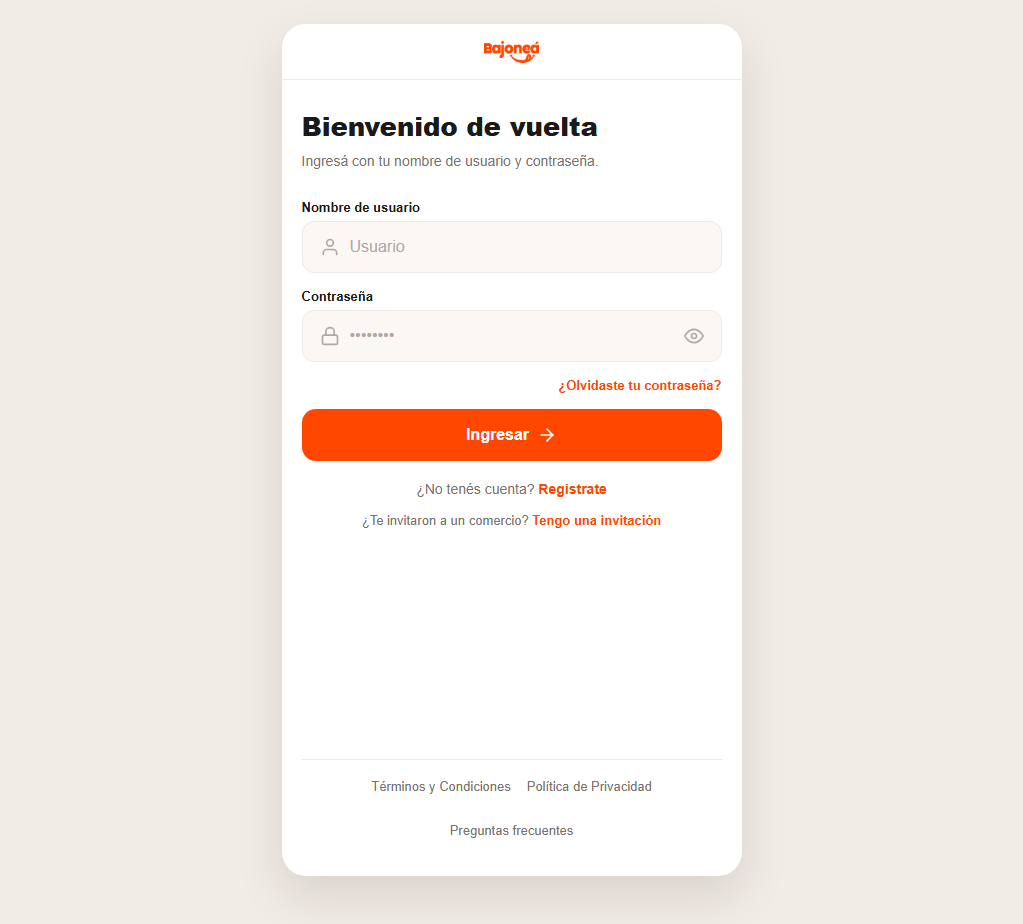 Bajoneá
Bienvenido de vuelta
Ingresá con tu nombre de usuario y contraseña.
Nombre de usuario
Usuario
Contraseña
••••••••
¿Olvidaste tu contraseña?
Ingresar →
¿No tenés cuenta? Registrate
¿Te invitaron a un comercio? Tengo una invitación
Términos y Condiciones Política de Privacidad
Preguntas frecuentes